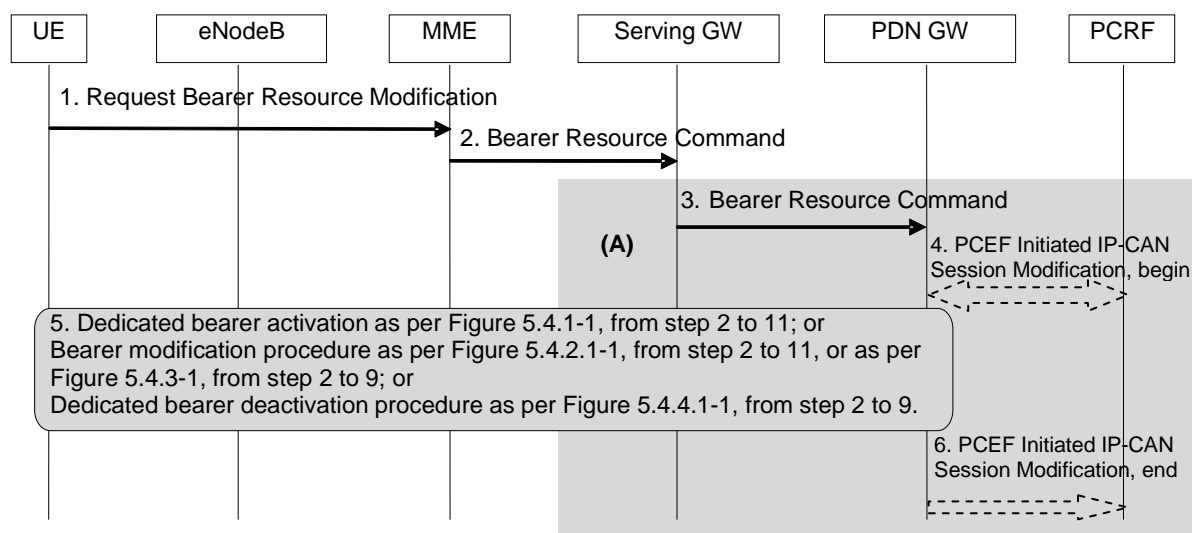 UE
eNodeB
MME
Serving GW
PDN GW
PCRF
1. Request Bearer Resource Modification
2. Bearer Resource Command
3. Bearer Resource Command
(A)
4. PCEF Initiated IP-CAN
Session Modification, begin
5. Dedicated bearer activation as per Figure 5.4.1-1, from step 2 to 11; or
Bearer modification procedure as per Figure 5.4.2.1-1, from step 2 to 11, or as per
Figure 5.4.3-1, from step 2 to 9; or
Dedicated bearer deactivation procedure as per Figure 5.4.4.1-1, from step 2 to 9.
6. PCEF Initiated IP-CAN
Session Modification, end